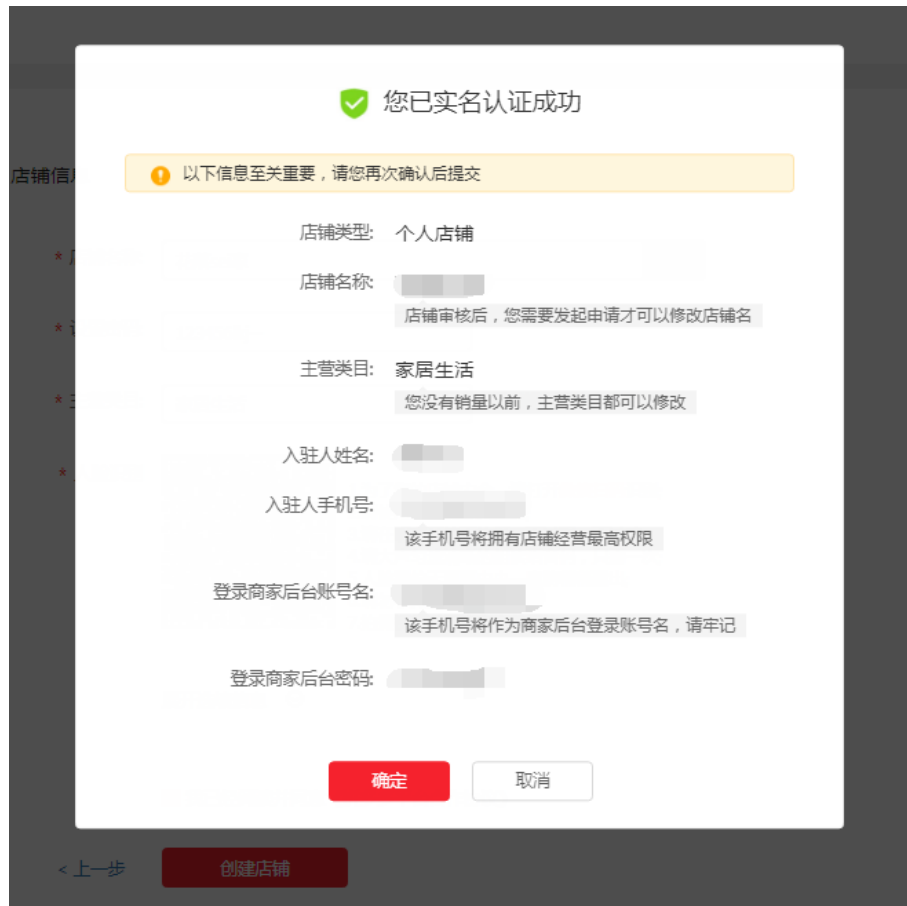 您已实名认证成功
以下信息至关重要，请您再次确认后提交
店铺信
店铺类型: 个人店铺
店铺名称:
店铺审核后，您需要发起申请才可以修改店铺名
主营类目: 家居生活
您没有销量以前，主营类目都可以修改
入驻人姓名:
入驻人手机号:
该手机号将拥有店铺经营最高权限
登录商家后台账号名:
该手机号将作为商家后台登录账号名，请牢记
登录商家后台密码:
确定 取消
< 上一步 创建店铺